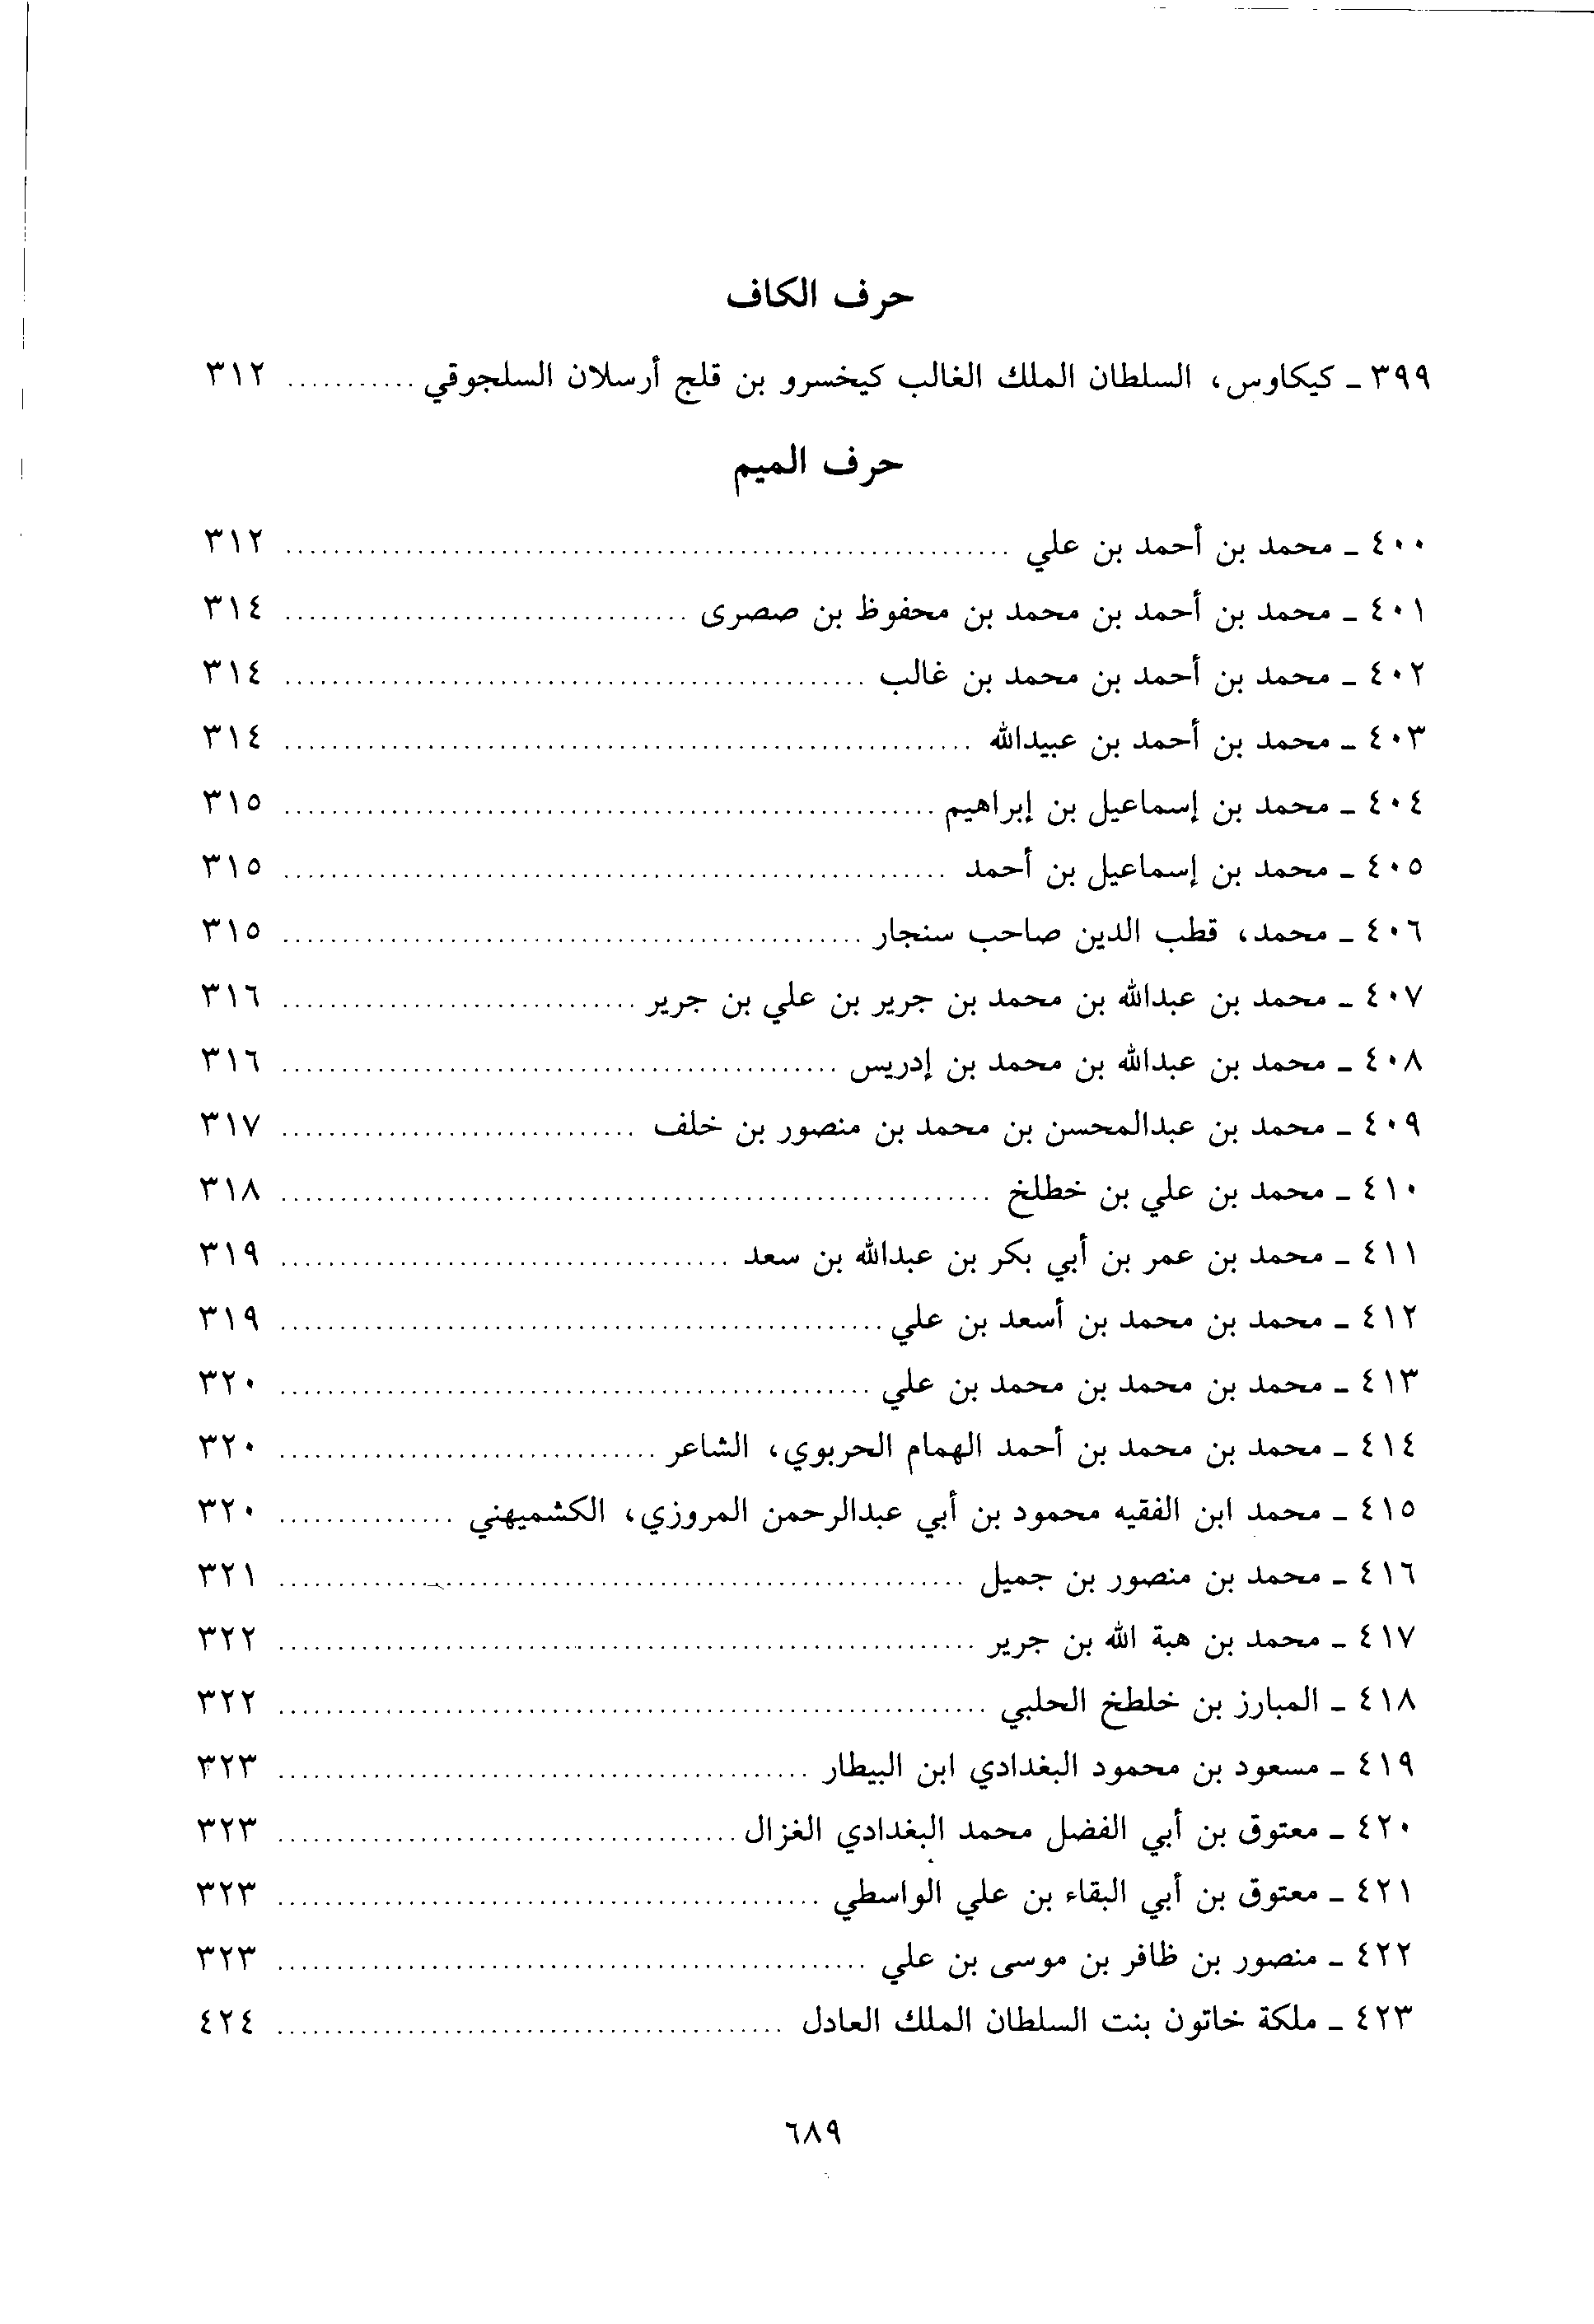 حرف الكاف
٣٩٩ ـ كيكاوس، السلطان الملك الغالب كيخسرو بن قلج أرسلان السلجوقي ........... ٣١٢
حرف الميم
٤٠٠ ـ محمد بن أحمد بن علي ........... ٣١٢
٤٠١ ـ محمد بن أحمد بن محمد بن محفوظ بن صصرى ........... ٣١٤
٤٠٢ ـ محمد بن أحمد بن محمد بن غالب ........... ٣١٤
٤٠٣ ـ محمد بن أحمد بن عبيدالله ........... ٣١٤
٤٠٤ ـ محمد بن إسماعيل بن إبراهيم ........... ٣١٥
٤٠٥ ـ محمد بن إسماعيل بن أحمد ........... ٣١٥
٤٠٦ ـ محمد، قطب الدين صاحب سنجار ........... ٣١٥
٤٠٧ ـ محمد بن عبدالله بن محمد بن جرير بن علي بن جرير ........... ٣١٦
٤٠٨ ـ محمد بن عبدالله بن محمد بن إدريس ........... ٣١٦
٤٠٩ ـ محمد بن عبدالمحسن بن محمد بن منصور بن خلف ........... ٣١٧
٤١٠ ـ محمد بن علي بن خطلخ ........... ٣١٨
٤١١ ـ محمد بن عمر بن أبي بكر بن عبدالله بن سعد ........... ٣١٩
٤١٢ ـ محمد بن محمد بن أسعد بن علي ........... ٣١٩
٤١٣ ـ محمد بن محمد بن محمد بن علي ........... ٣٢٠
٤١٤ ـ محمد بن محمد بن أحمد الهمام الحربوي، الشاعر ........... ٣٢٠
٤١٥ ـ محمد ابن الفقيه محمود بن أبي عبدالرحمن المروزي، الكشميهني ........... ٣٢٠
٤١٦ ـ محمد بن منصور بن جميل ........... ٣٢١
٤١٧ ـ محمد بن هبة الله بن جرير ........... ٣٢٢
٤١٨ ـ المبارز بن خلطخ الحلبي ........... ٣٢٢
٤١٩ ـ مسعود بن محمود البغدادي ابن البيطار ........... ٣٢٣
٤٢٠ ـ معتوق بن أبي الفضل محمد البغدادي الغزال ........... ٣٢٣
٤٢١ ـ معتوق بن أبي البقاء بن علي الواسطي ........... ٣٢٣
٤٢٢ ـ منصور بن ظافر بن موسى بن علي ........... ٣٢٣
٤٢٣ ـ ملكة خاتون بنت السلطان الملك العادل ........... ٤٢٤
٦٨٩